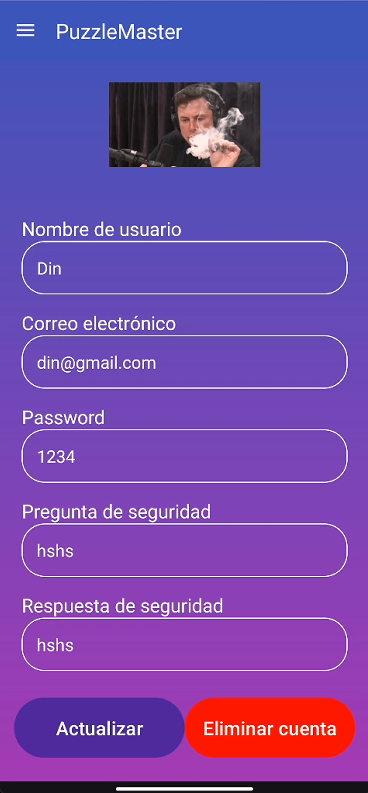 PuzzleMaster
Nombre de usuario
Din
Correo electrónico
din@gmail.com
Password
1234
Pregunta de seguridad
hshs
Respuesta de seguridad
hshs
Actualizar
Eliminar cuenta